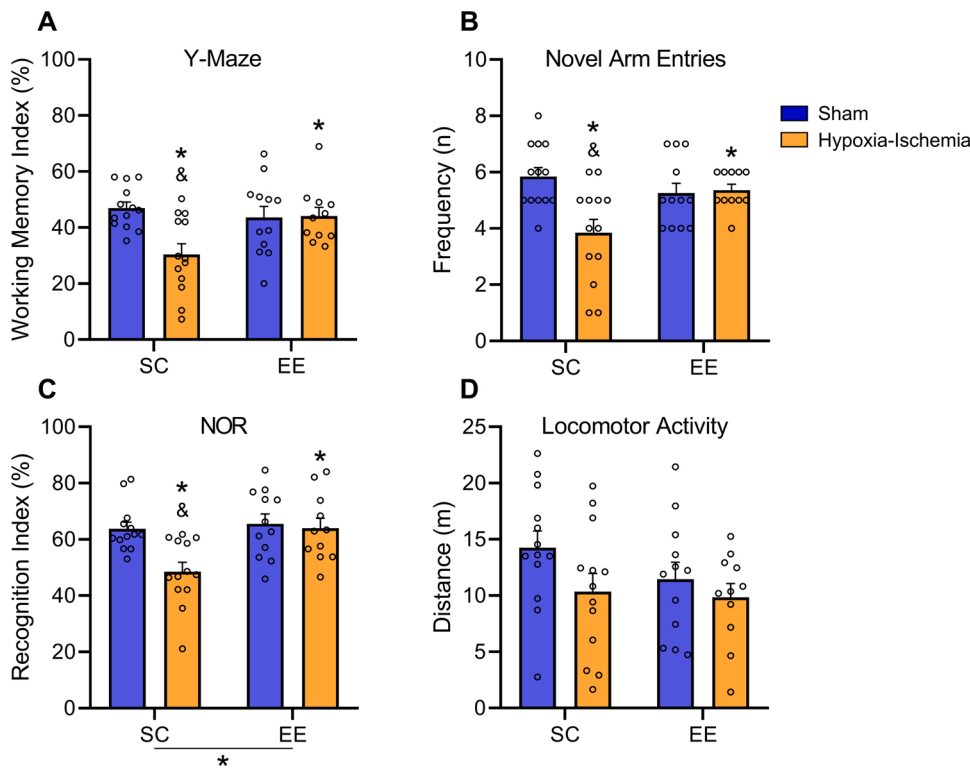 A
Y-Maze
Working Memory Index (%)
100
80
60
40
20
0
*
&
*
SC
EE
B
Novel Arm Entries
Frequency (n)
10
8
6
4
2
0
*
&
*
SC
EE
Sham
Hypoxia-Ischemia
C
NOR
Recognition Index (%)
100
80
60
40
20
0
*
&
*
SC
EE
*
D
Locomotor Activity
Distance (m)
25
20
15
10
5
0
SC
EE